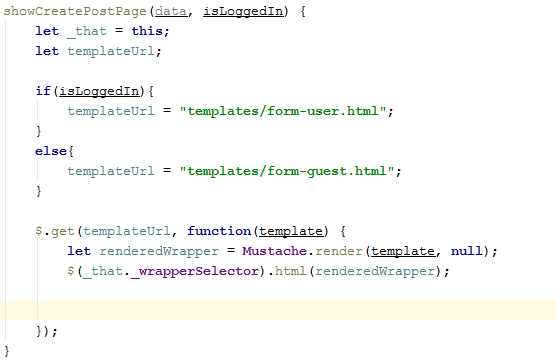 showCreatePostPage(data, isLoggedIn) {
let _that = this;
let templateUrl;
if(isLoggedIn){
templateUrl = "templates/form-user.html";
}
else{
templateUrl = "templates/form-guest.html";
}
$.get(templateUrl, function(template) {
let renderedWrapper = Mustache.render(template, null);
$(_that._wrapperSelector).html(renderedWrapper);
});
}